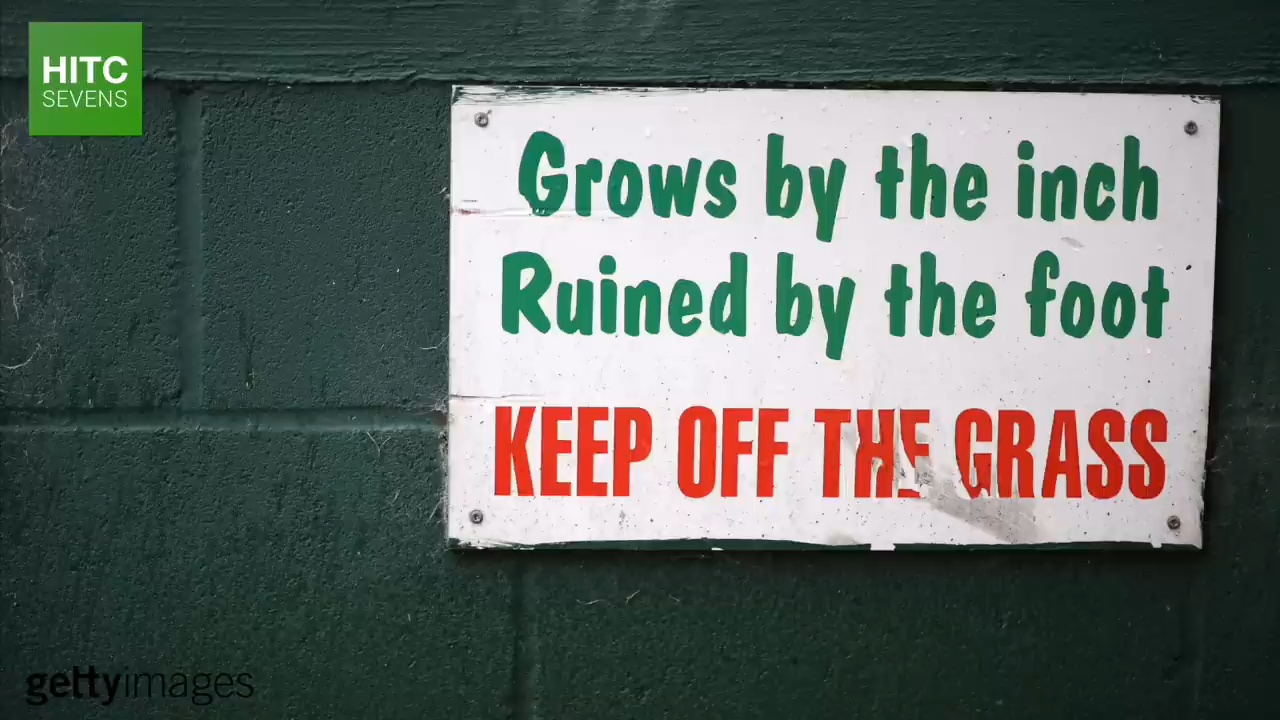 HITC
SEVENS
Grows by the inch
Ruined by the foot
KEEP OFF THE GRASS
gettyimages